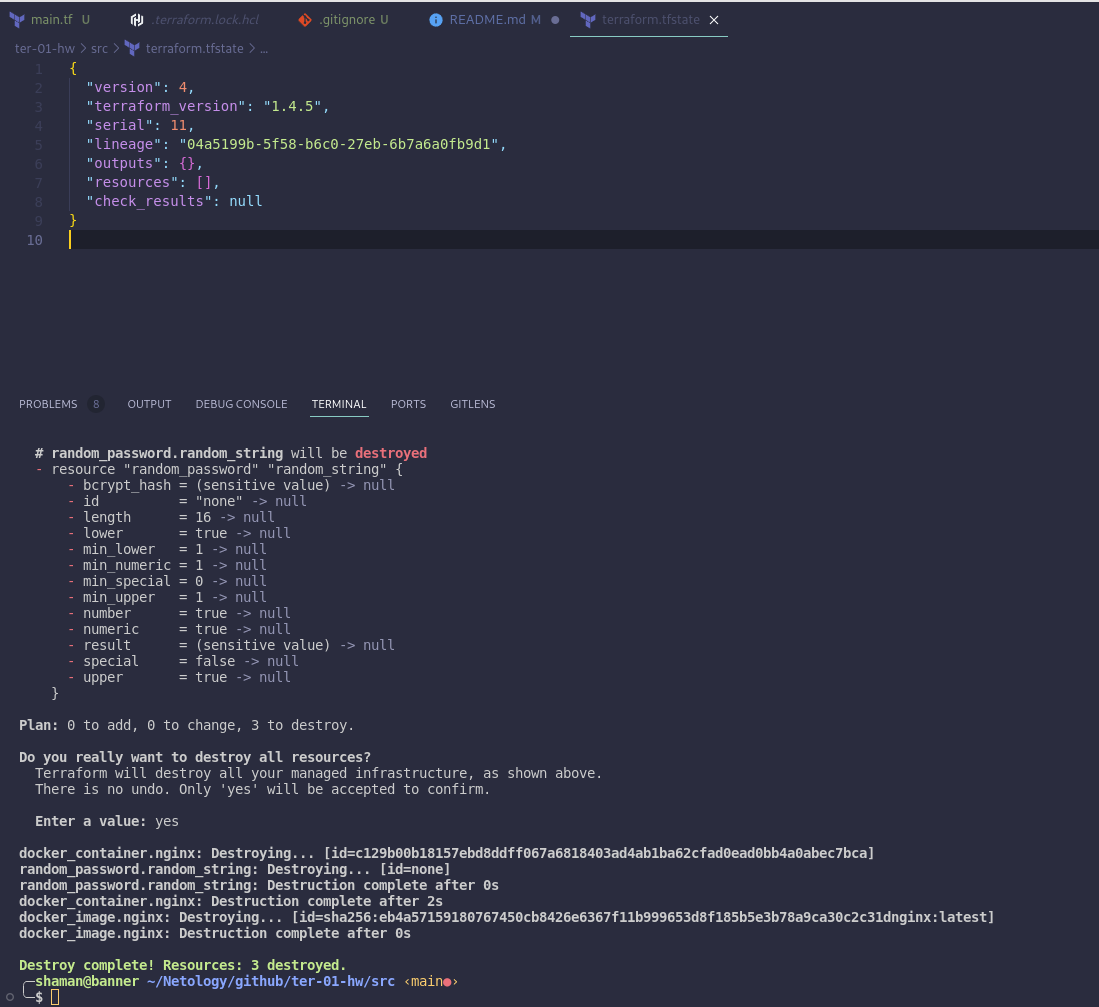 main.tf U .terraform.lock.hcl .gitignore U README.md M terraform.tfstate
ter-01-hw > src > terraform.tfstate > ...
1 {
2 "version": 4,
3 "terraform_version": "1.4.5",
4 "serial": 11,
5 "lineage": "04a5199b-5f58-b6c0-27eb-6b7a6a0fb9d1",
6 "outputs": {},
7 "resources": [],
8 "check_results": null
9 }
10
PROBLEMS 8 OUTPUT DEBUG CONSOLE TERMINAL PORTS GITLENS
# random_password.random_string will be destroyed
- resource "random_password" "random_string" {
- bcrypt_hash = (sensitive value) -> null
- id = "none" -> null
- length = 16 -> null
- lower = true -> null
- min_lower = 1 -> null
- min_numeric = 1 -> null
- min_special = 0 -> null
- min_upper = 1 -> null
- number = true -> null
- numeric = true -> null
- result = (sensitive value) -> null
- special = false -> null
- upper = true -> null
}
Plan: 0 to add, 0 to change, 3 to destroy.
Do you really want to destroy all resources?
Terraform will destroy all your managed infrastructure, as shown above.
There is no undo. Only 'yes' will be accepted to confirm.
Enter a value: yes
docker_container.nginx: Destroying... [id=c129b00b18157ebd8ddff067a6818403ad4ab1ba62cfad0ead0bb4a0abec7bca]
random_password.random_string: Destroying... [id=none]
random_password.random_string: Destruction complete after 0s
docker_container.nginx: Destruction complete after 2s
docker_image.nginx: Destroying... [id=sha256:eb4a57159180767450cb8426e6367f11b999653d8f185b5e3b78a9ca30c2c31dnginx:latest]
docker_image.nginx: Destruction complete after 0s
Destroy complete! Resources: 3 destroyed.
╭─shaman@banner ~/Netology/github/ter-01-hw/src ‹main●›
╰─$